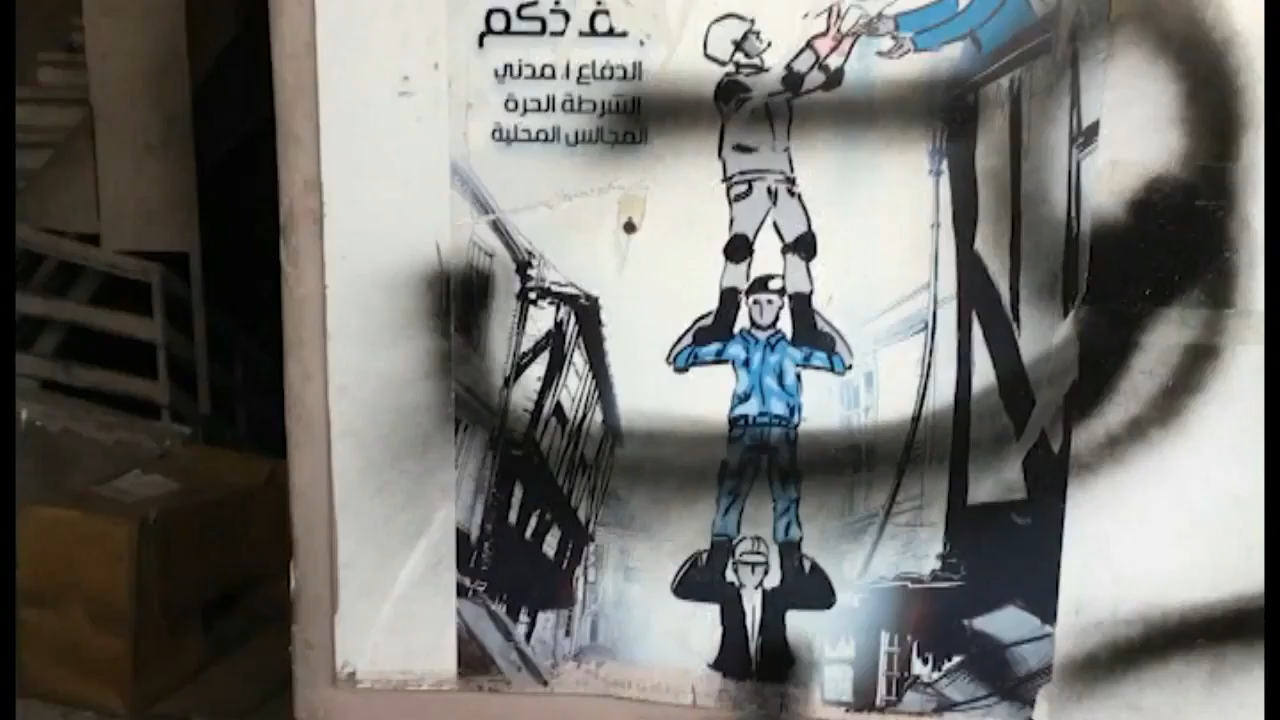 الدفاع المدني
الشرطة الحرة
المجالس المحلية